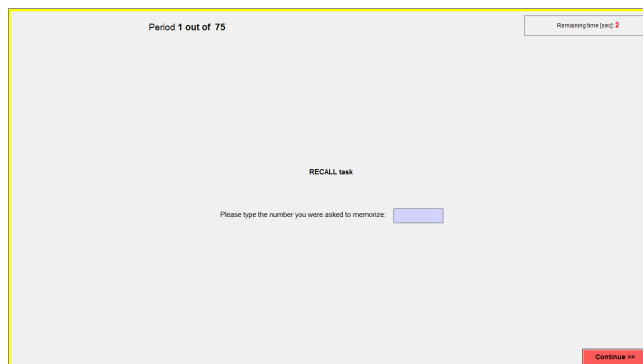 Period 1 out of 75
Remaining time [sec]: 2
RECALL task
Please type the number you were asked to memorize:
Continue >>